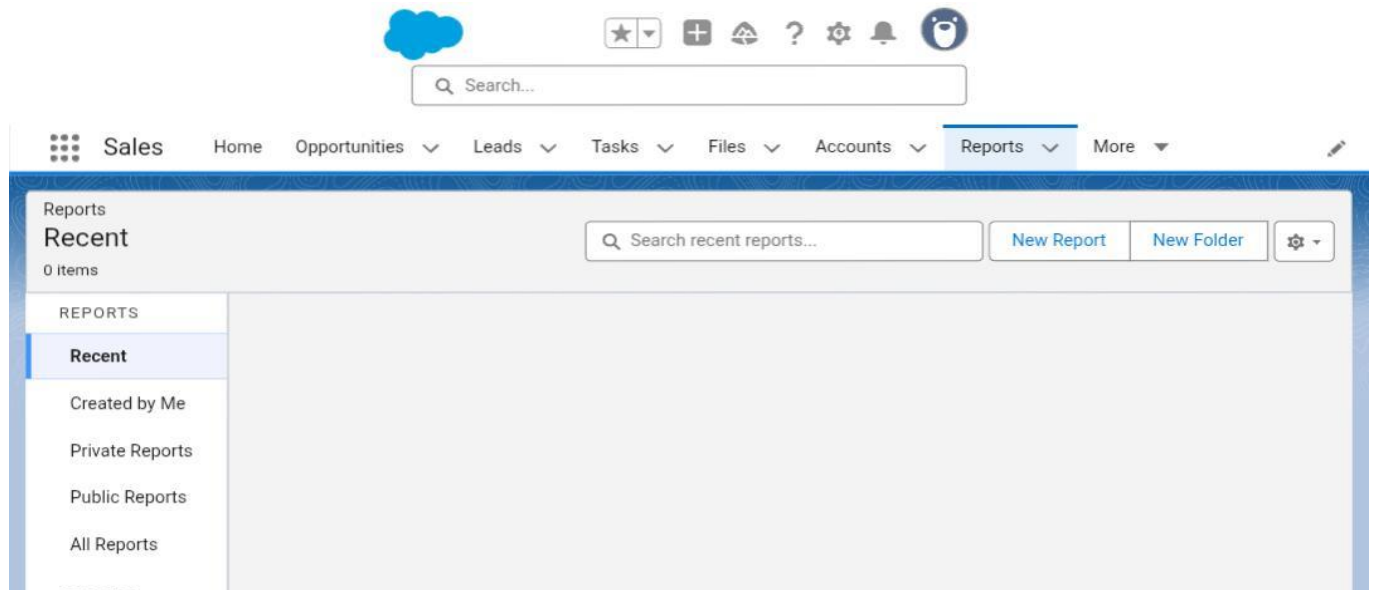 Search...
Sales Home Opportunities Leads Tasks Files Accounts Reports More
Reports
Recent
0 items
Search recent reports... New Report New Folder
REPORTS
Recent
Created by Me
Private Reports
Public Reports
All Reports